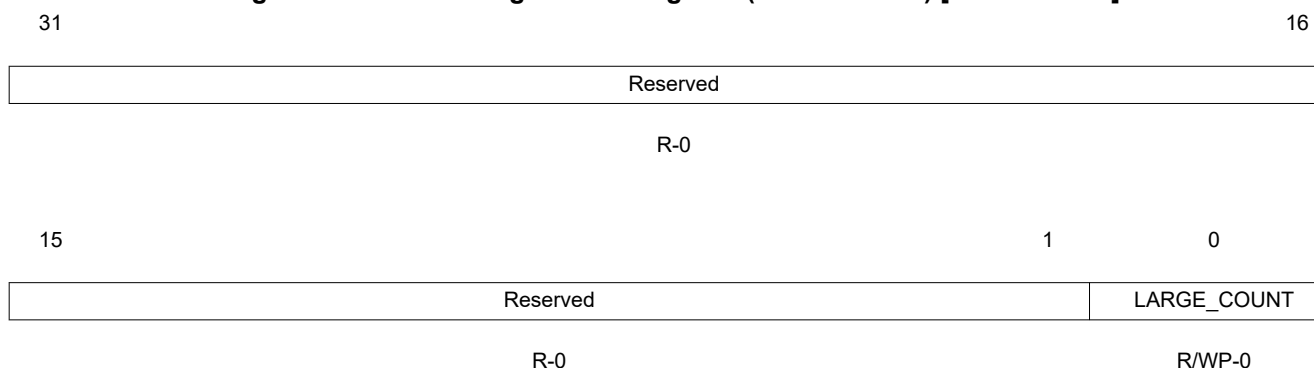 31 16
Reserved
R-0
15 1 0
Reserved LARGE_COUNT
R-0 R/WP-0